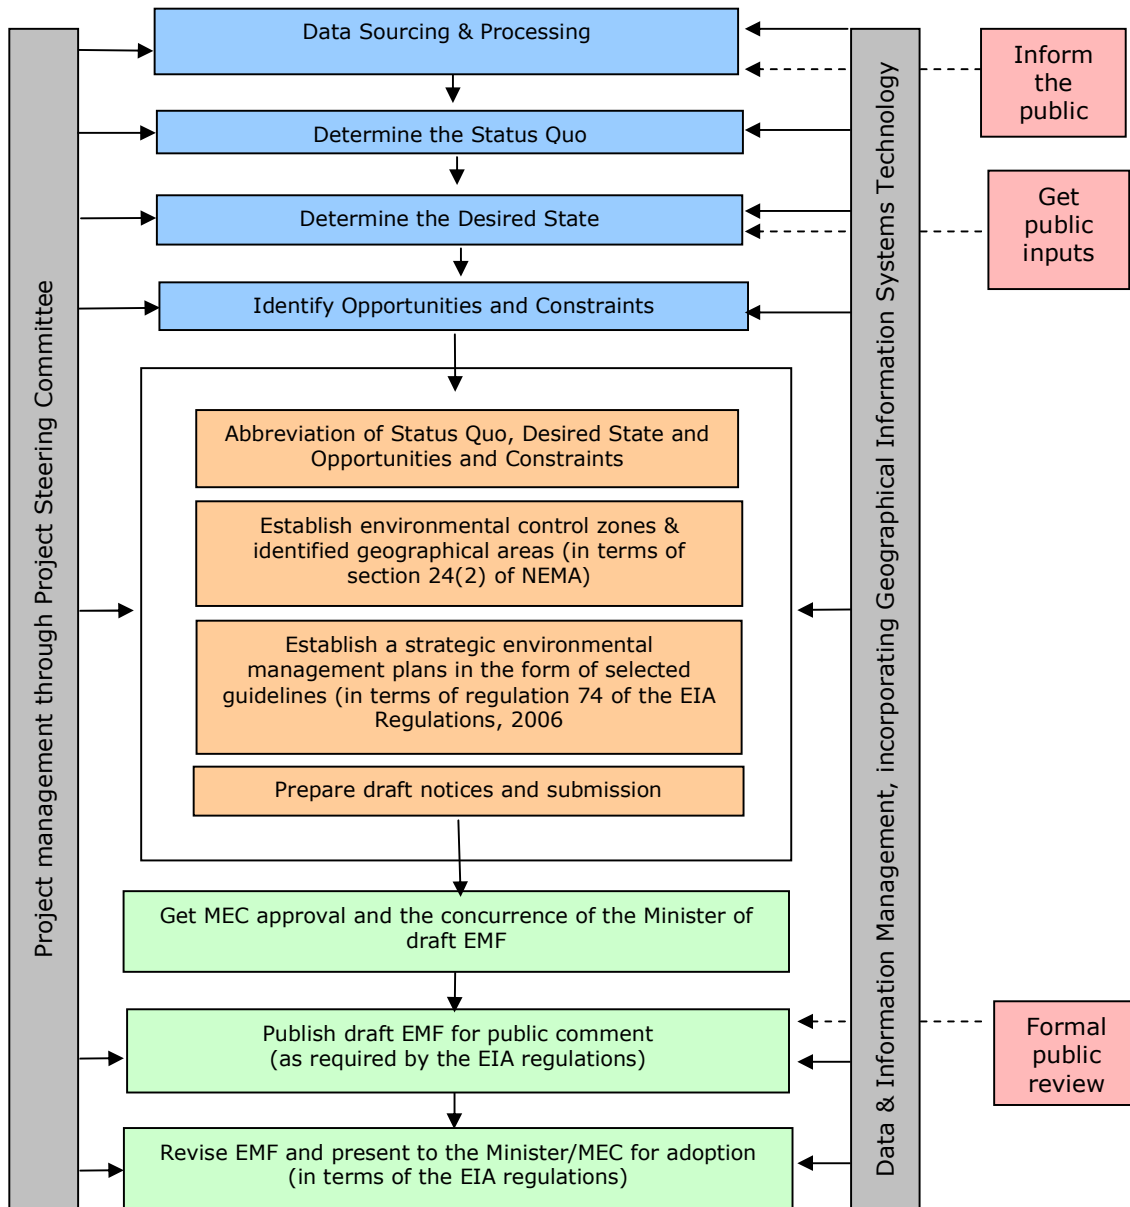 Data Sourcing & Processing
Inform
the
public
Determine the Status Quo
Get
public
inputs
Determine the Desired State
Identify Opportunities and Constraints
Project management through Project Steering Committee
Data & Information Management, incorporating Geographical Information Systems Technology
Abbreviation of Status Quo, Desired State and
Opportunities and Constraints
Establish environmental control zones &
identified geographical areas (in terms of
section 24(2) of NEMA)
Establish a strategic environmental
management plans in the form of selected
guidelines (in terms of regulation 74 of the EIA
Regulations, 2006
Prepare draft notices and submission
Get MEC approval and the concurrence of the Minister of
draft EMF
Publish draft EMF for public comment
(as required by the EIA regulations)
Formal
public
review
Revise EMF and present to the Minister/MEC for adoption
(in terms of the EIA regulations)